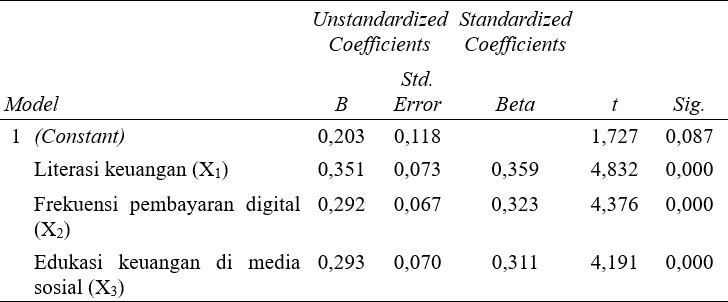 Unstandardized Standardized
Coefficients Coefficients
Std.
Model B Error Beta t Sig.
1 (Constant) 0,203 0,118 1,727 0,087
Literasi keuangan (X1) 0,351 0,073 0,359 4,832 0,000
Frekuensi pembayaran digital 0,292 0,067 0,323 4,376 0,000
(X2)
Edukasi keuangan di media 0,293 0,070 0,311 4,191 0,000
sosial (X3)